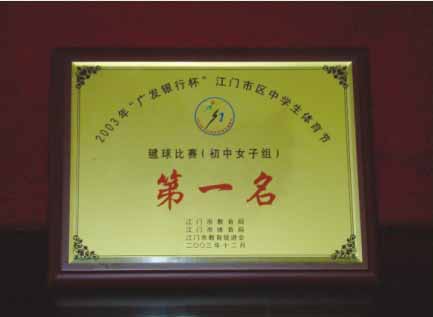 2003年“广发银行杯”江门市区中学生体育节
毽球比赛（初中女子组）
第一名
江门市教育局
江门市体育局
江门市教育促进会
二〇〇三年十二月